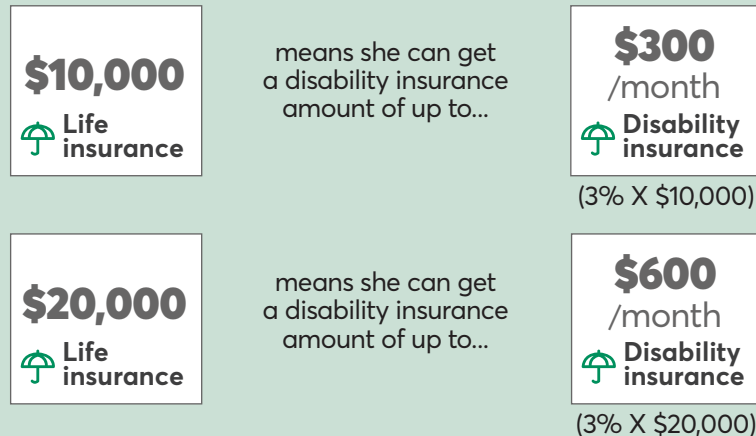 $10,000
Life
insurance
means she can get
a disability insurance
amount of up to...
$300
/month
Disability
insurance
(3% X $10,000)
$20,000
Life
insurance
means she can get
a disability insurance
amount of up to...
$600
/month
Disability
insurance
(3% X $20,000)